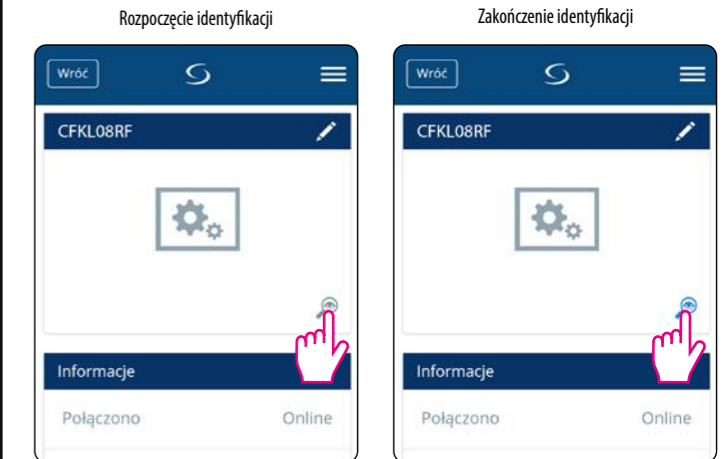 Rozpoczęcie identyfikacji
Wróć
CFKL08RF
Informacje
Połączono Online
Zakończenie identyfikacji
Wróć
CFKL08RF
Informacje
Połączono Online